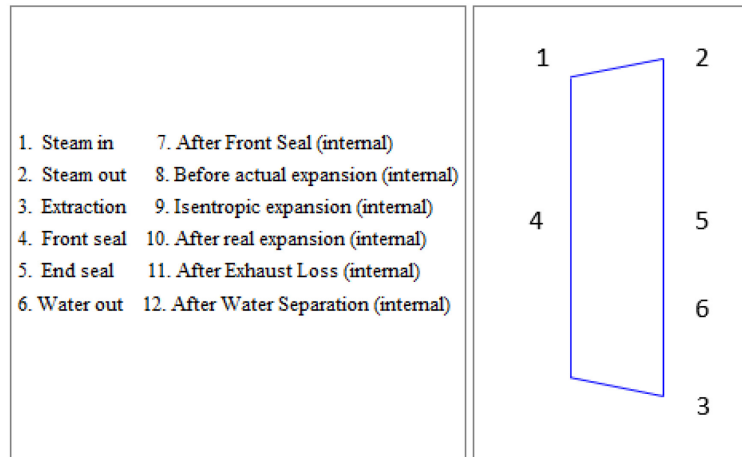 1. Steam in 7. After Front Seal (internal)
2. Steam out 8. Before actual expansion (internal)
3. Extraction 9. Isentropic expansion (internal)
4. Front seal 10. After real expansion (internal)
5. End seal 11. After Exhaust Loss (internal)
6. Water out 12. After Water Separation (internal)
1 2
4 5
6
3